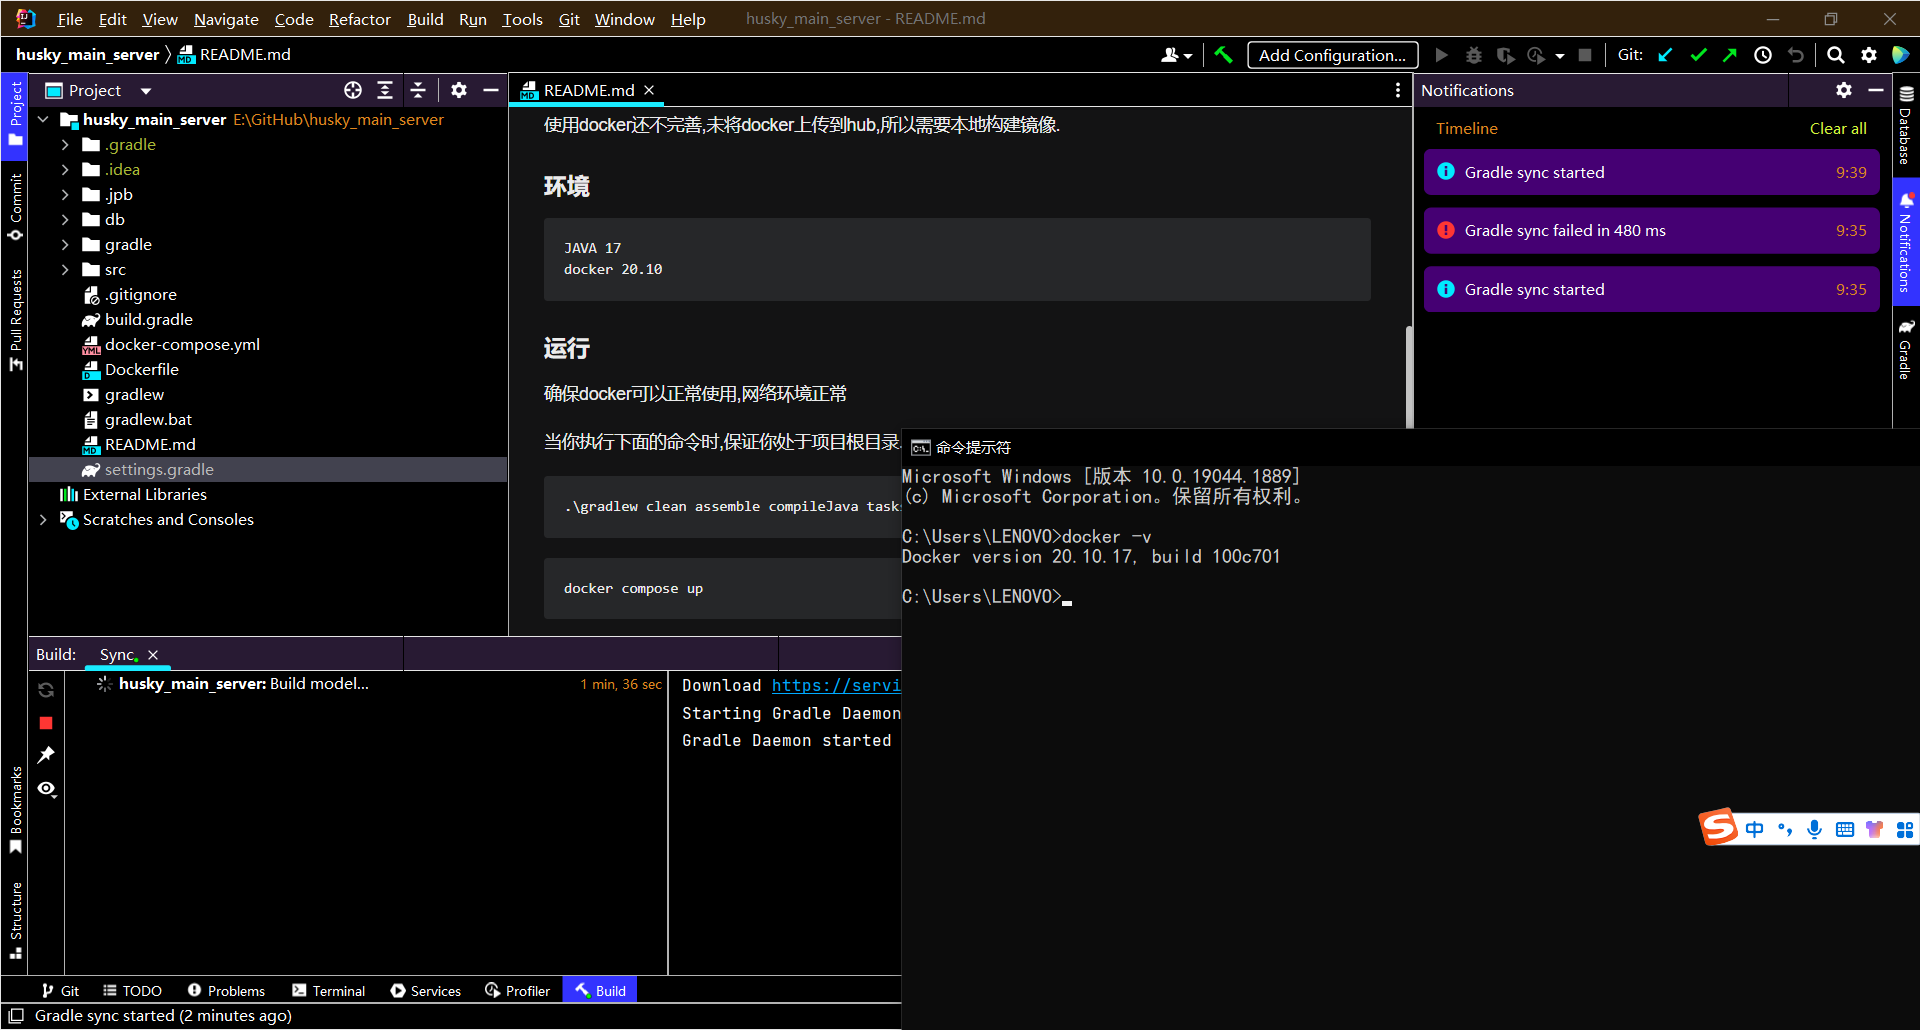 File Edit View Navigate Code Refactor Build Run Tools Git Window Help husky_main_server - README.md
husky_main_server README.md Add Configuration... Git:
Project
README.md
Notifications
Project
Commit
Pull Requests
Bookmarks
Structure
husky_main_server E:\GitHub\husky_main_server
.gradle
.idea
.jpb
db
gradle
src
.gitignore
build.gradle
docker-compose.yml
Dockerfile
gradlew
gradlew.bat
README.md
settings.gradle
External Libraries
Scratches and Consoles
使用docker还不完善,未将docker上传到hub,所以需要本地构建镜像.
环境
JAVA 17
docker 20.10
运行
确保docker可以正常使用,网络环境正常
当你执行下面的命令时,保证你处于项目根目录.
.\gradlew clean assemble compileJava task
docker compose up
Timeline Clear all
Gradle sync started 9:39
Gradle sync failed in 480 ms 9:35
Gradle sync started 9:35
Database
Notifications
Gradle
命令提示符
Microsoft Windows [版本 10.0.19044.1889]
(c) Microsoft Corporation。保留所有权利。
C:\Users\LENOVO>docker -v
Docker version 20.10.17, build 100c701
C:\Users\LENOVO>
中
Build: Sync
husky_main_server: Build model... 1 min, 36 sec
Download https://servi
Starting Gradle Daemon
Gradle Daemon started
Git TODO Problems Terminal Services Profiler Build
Gradle sync started (2 minutes ago)